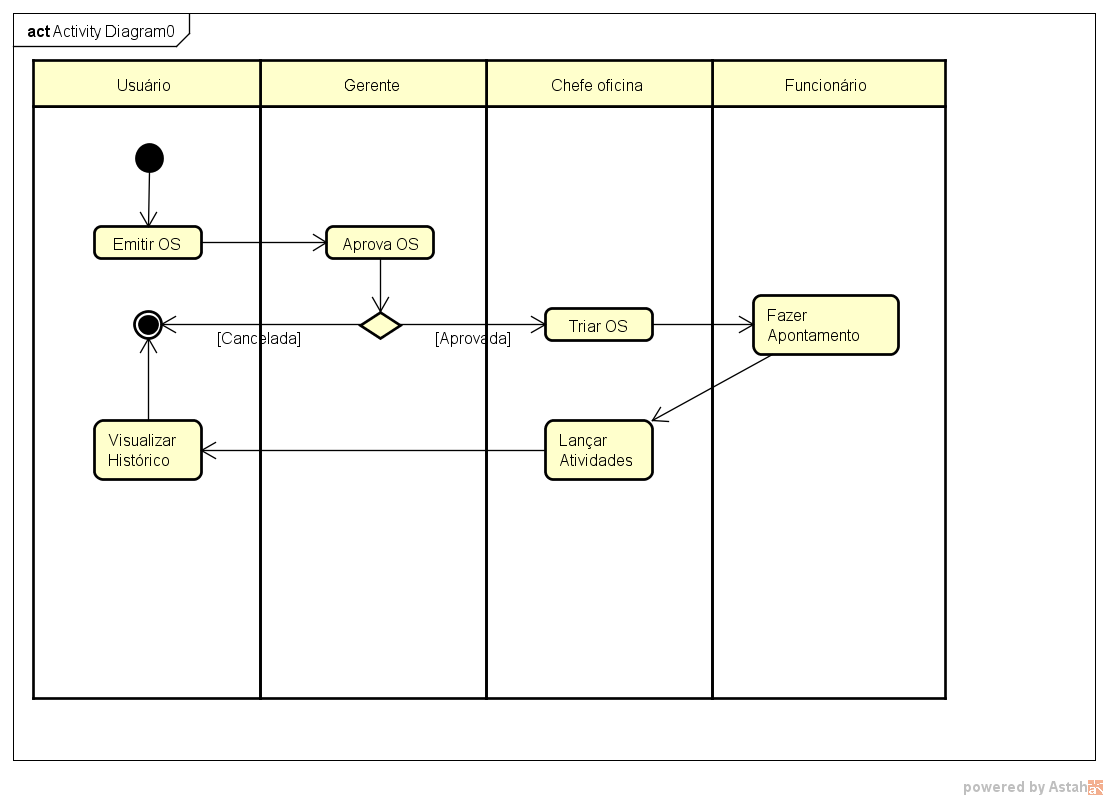 act Activity Diagram0
Usuário
Gerente
Chefe oficina
Funcionário
Emitir OS
Aprova OS
[Cancelada]
[Aprovada]
Triar OS
Fazer
Apontamento
Visualizar
Histórico
Lançar
Atividades
powered by Astah